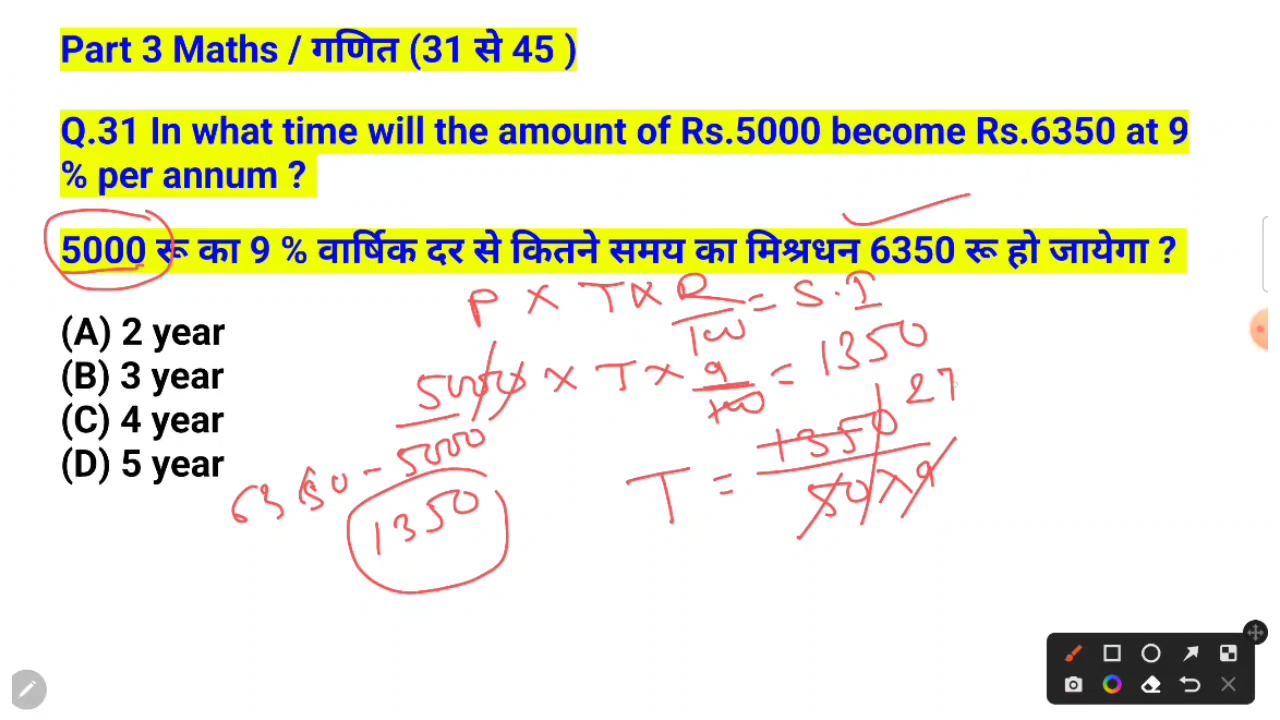 Part 3 Maths / गणित (31 से 45 )
Q.31 In what time will the amount of Rs.5000 become Rs.6350 at 9
% per annum ?
5000 रू का 9 % वार्षिक दर से कितने समय का मिश्रधन 6350 रू हो जायेगा ?
P × T × R/100 = S.I
(A) 2 year
(B) 3 year
(C) 4 year
(D) 5 year
5000 × T × 9/100 = 1350
6350 - 5000
1350
T = 1350/50×9
27